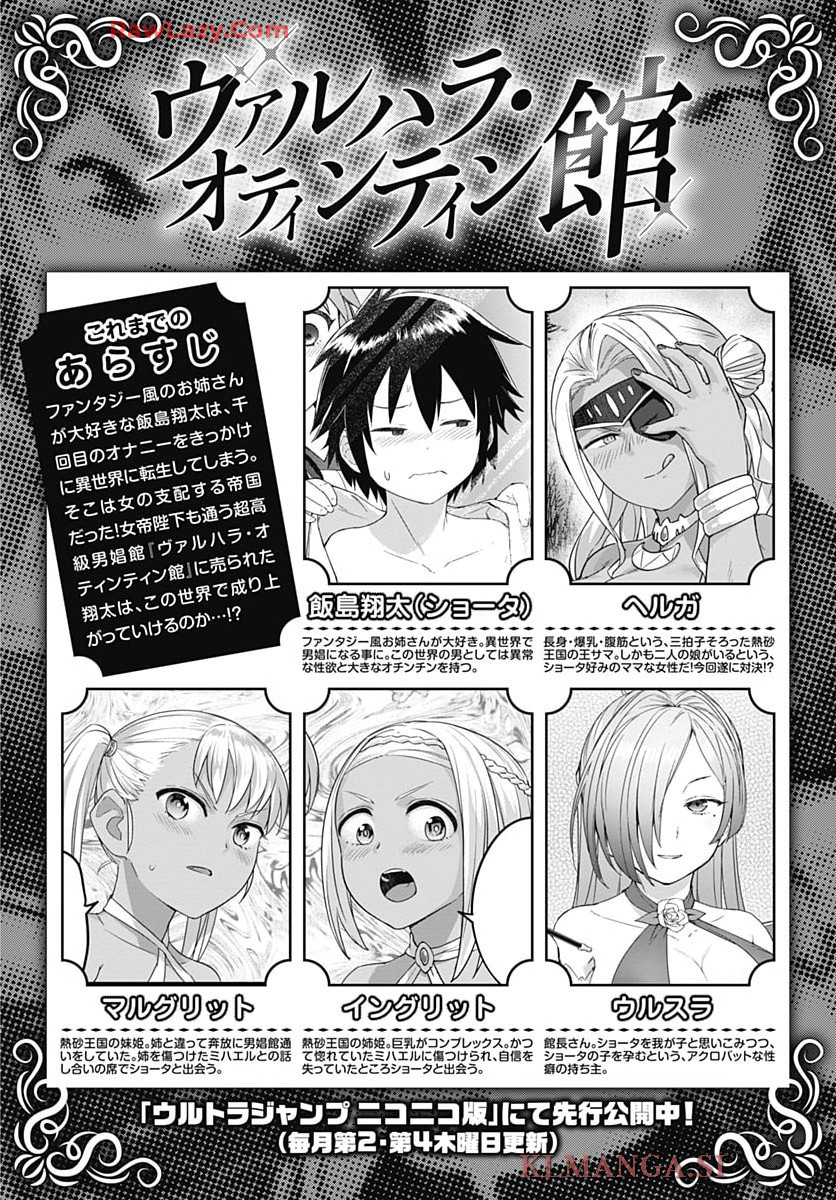 RawLazy.Com
ヴァルハラ・
オティンティン館
これまでの
あらすじ
ファンタジー風のお姉さん
が大好きな飯島翔太は、千
回目のオナニーをきっかけ
に異世界に転生してしまう。
そこは女の支配する帝国
だった!女帝陛下も通う超高
級男娼館『ヴァルハラ・オ
ティンティン館』に売られた
翔太は、この世界で成り上
がっていけるのか…!?
飯島翔太(ショータ)
ファンタジー風お姉さんが大好き。異世界で
男娼になる事に。この世界の男としては異常
な性欲と大きなオチンチンを持つ。
ヘルガ
長身・爆乳・腹筋という、三拍子そろった熱砂
王国の王サマ。しかも二人の娘がいるという、
ショータ好みのママな女性だ!今回遂に対決!?
マルグリット
熱砂王国の妹姫。姉と違って奔放に男娼館通
いをしていた。姉を傷つけたミハエルとの話
し合いの席でショータと出会う。
イングリット
熱砂王国の姉姫。巨乳がコンプレックス。かつ
て惚れていたミハエルに傷つけられ、自信を
失っていたところショータと出会う。
ウルスラ
館長さん。ショータを我が子と思いこみつつ、
ショータの子を孕むという、アクロバットな性
癖の持ち主。
「ウルトラジャンプ ニコニコ版」にて先行公開中!
(毎月第2・第4木曜日更新)
KLMANGA.SI